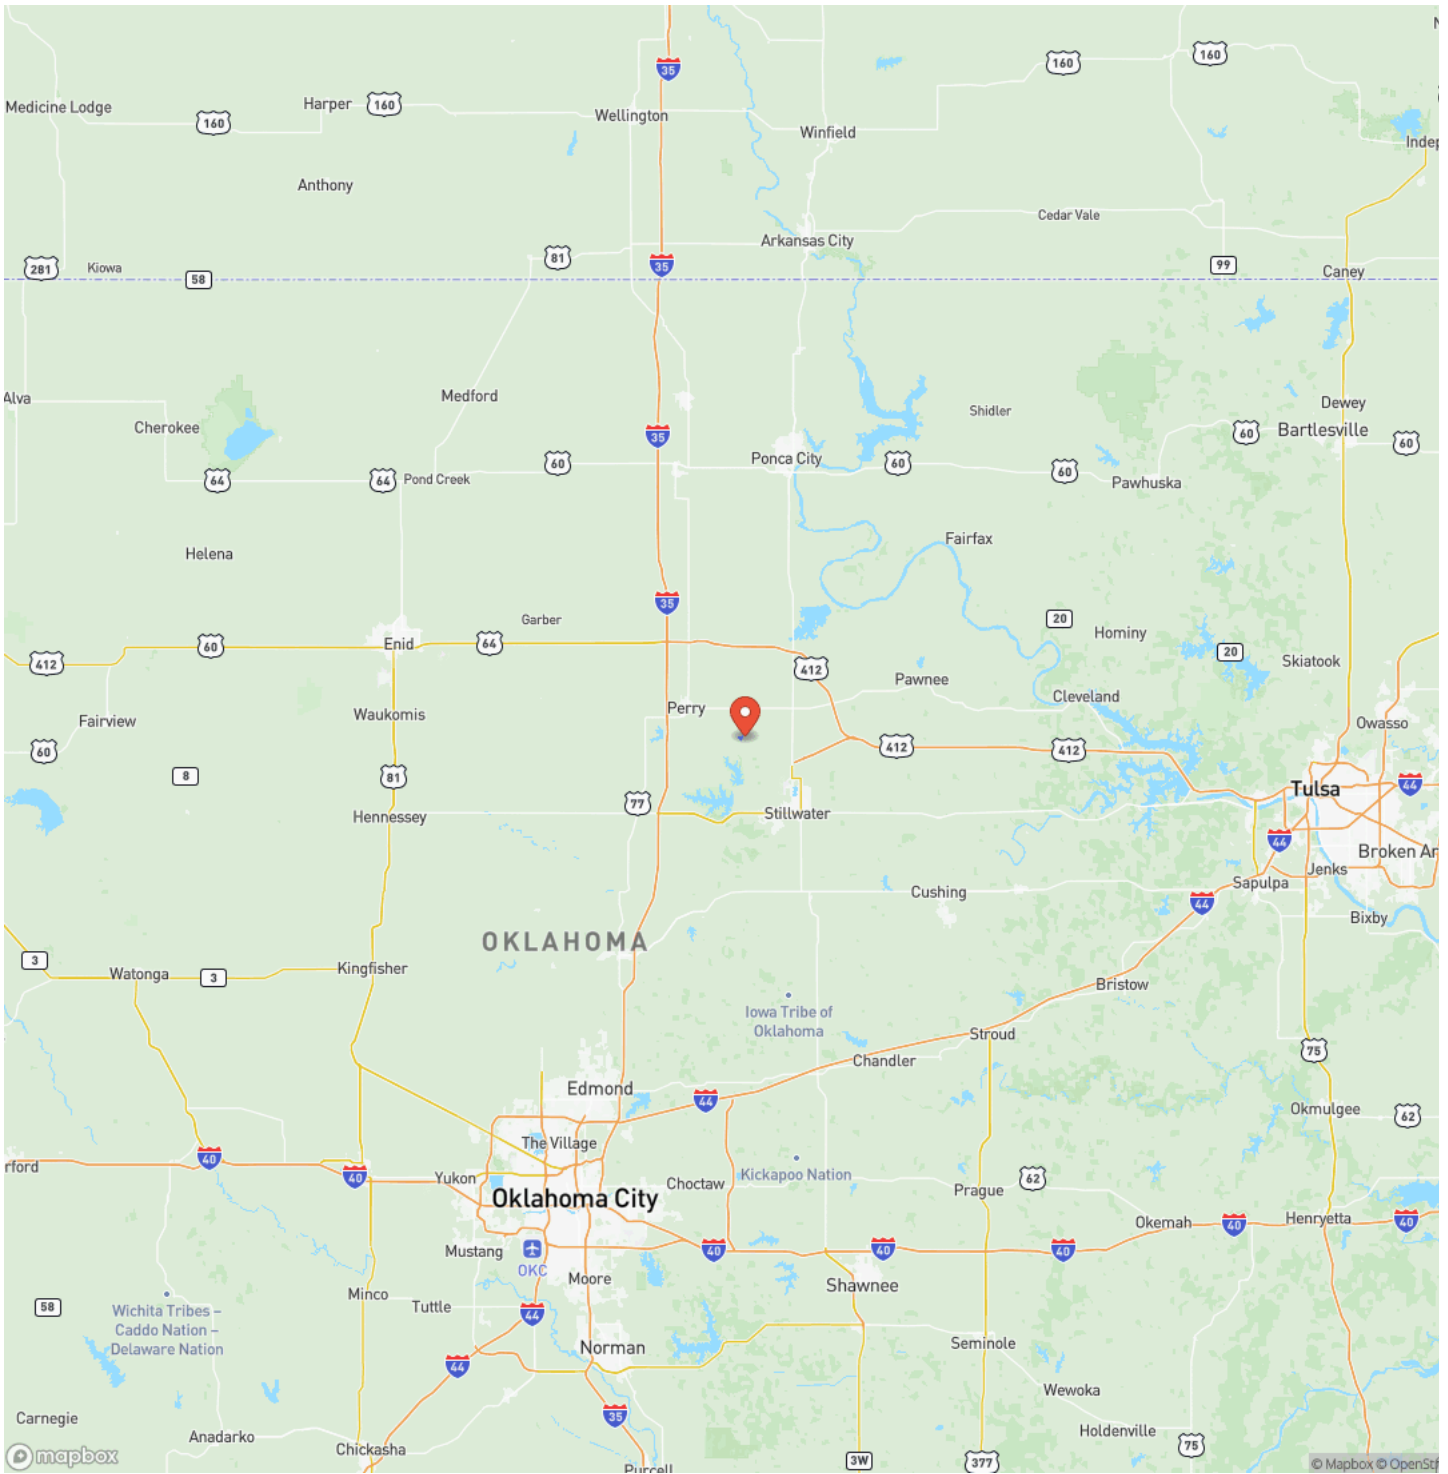 35
160
160
Medicine Lodge
160
Harper
160
Wellington
Winfield
Anthony
Cedar Vale
Arkansas City
281
Kiowa
58
81
35
99
Caney
Alva
Medford
Cherokee
Shidler
Dewey
Bartlesville
35
60
60
60
Ponca City
60
60
64
64
Pond Creek
Pawhuska
Helena
Fairfax
35
Garber
20
Hominy
412
60
Enid
64
412
20
Skiatook
Pawnee
Cleveland
Fairview
Waukomis
Perry
Owasso
60
412
412
8
81
Tulsa
44
77
Hennessey
Stillwater
44
Broken Ar
Jenks
Sapulpa
Cushing
44
Bixby
OKLAHOMA
3
Watonga
3
Kingfisher
Bristow
Iowa Tribe of
Oklahoma
Stroud
75
Chandler
Edmond
44
Okmulgee
62
The Village
rford
40
40
Yukon
Choctaw
Kickapoo Nation
62
Prague
Oklahoma City
Okemah
40
Henryetta
40
Mustang
40
40
40
OKC
Moore
Shawnee
Minco
Tuttle
44
58
Wichita Tribes –
Caddo Nation –
Delaware Nation
Norman
Seminole
44
Wewoka
Carnegie
35
Anadarko
Holdenville
Chickasha
75
mapbox
3W
377
Purcell
© Mapbox © OpenStr